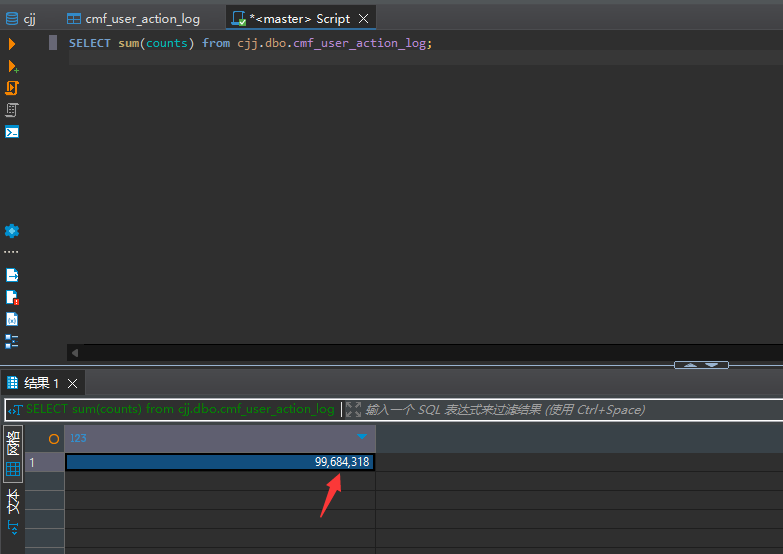 cjj
cmf_user_action_log
*<master> Script
SELECT sum(counts) from cjj.dbo.cmf_user_action_log;
结果 1
SELECT sum(counts) from cjj.dbo.cmf_user_action_log
输入一个 SQL 表达式来过滤结果 (使用 Ctrl+Space)
网格
123
1
99,684,318
文本